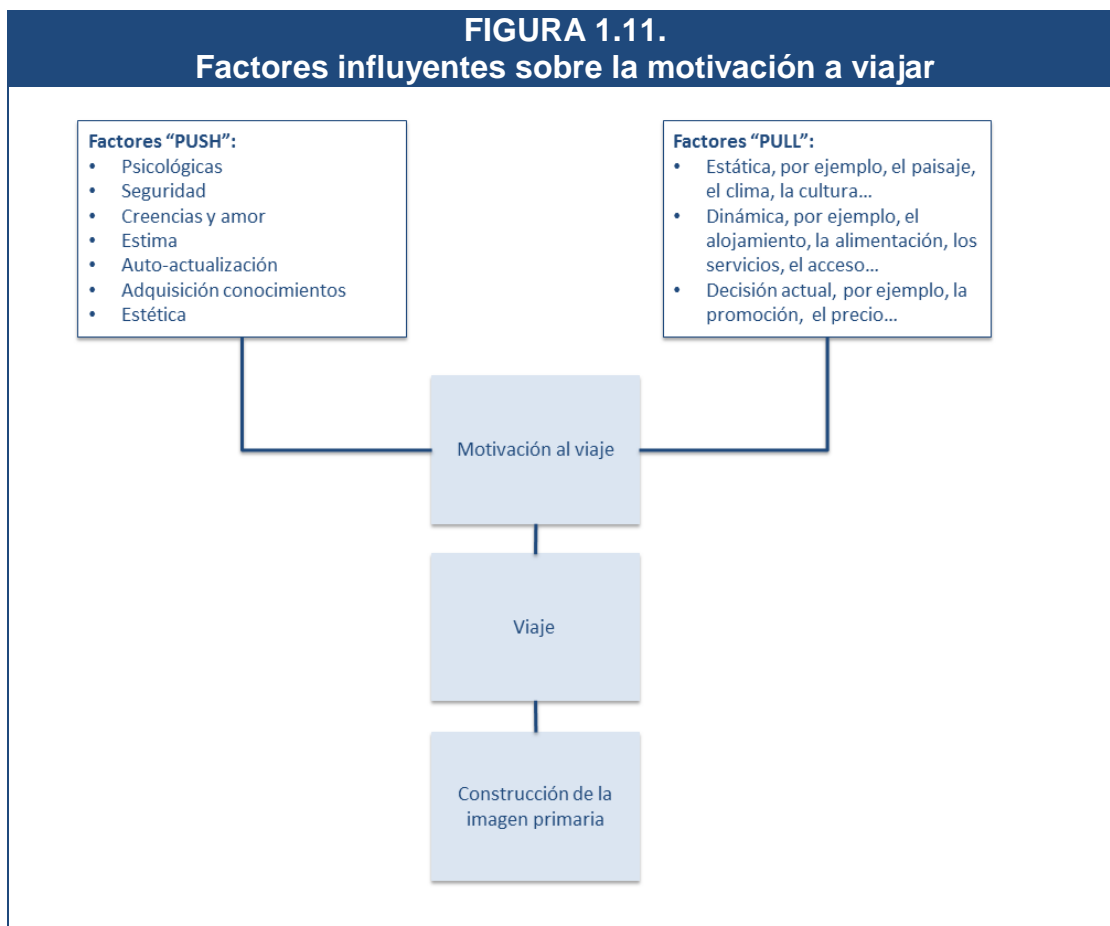 FIGURA 1.11.
Factores influyentes sobre la motivación a viajar
Factores “PUSH”:
• Psicológicas
• Seguridad
• Creencias y amor
• Estima
• Auto-actualización
• Adquisición conocimientos
• Estética
Factores “PULL”:
• Estática, por ejemplo, el paisaje,
el clima, la cultura...
• Dinámica, por ejemplo, el
alojamiento, la alimentación, los
servicios, el acceso...
• Decisión actual, por ejemplo, la
promoción, el precio...
Motivación al viaje
Viaje
Construcción de la
imagen primaria